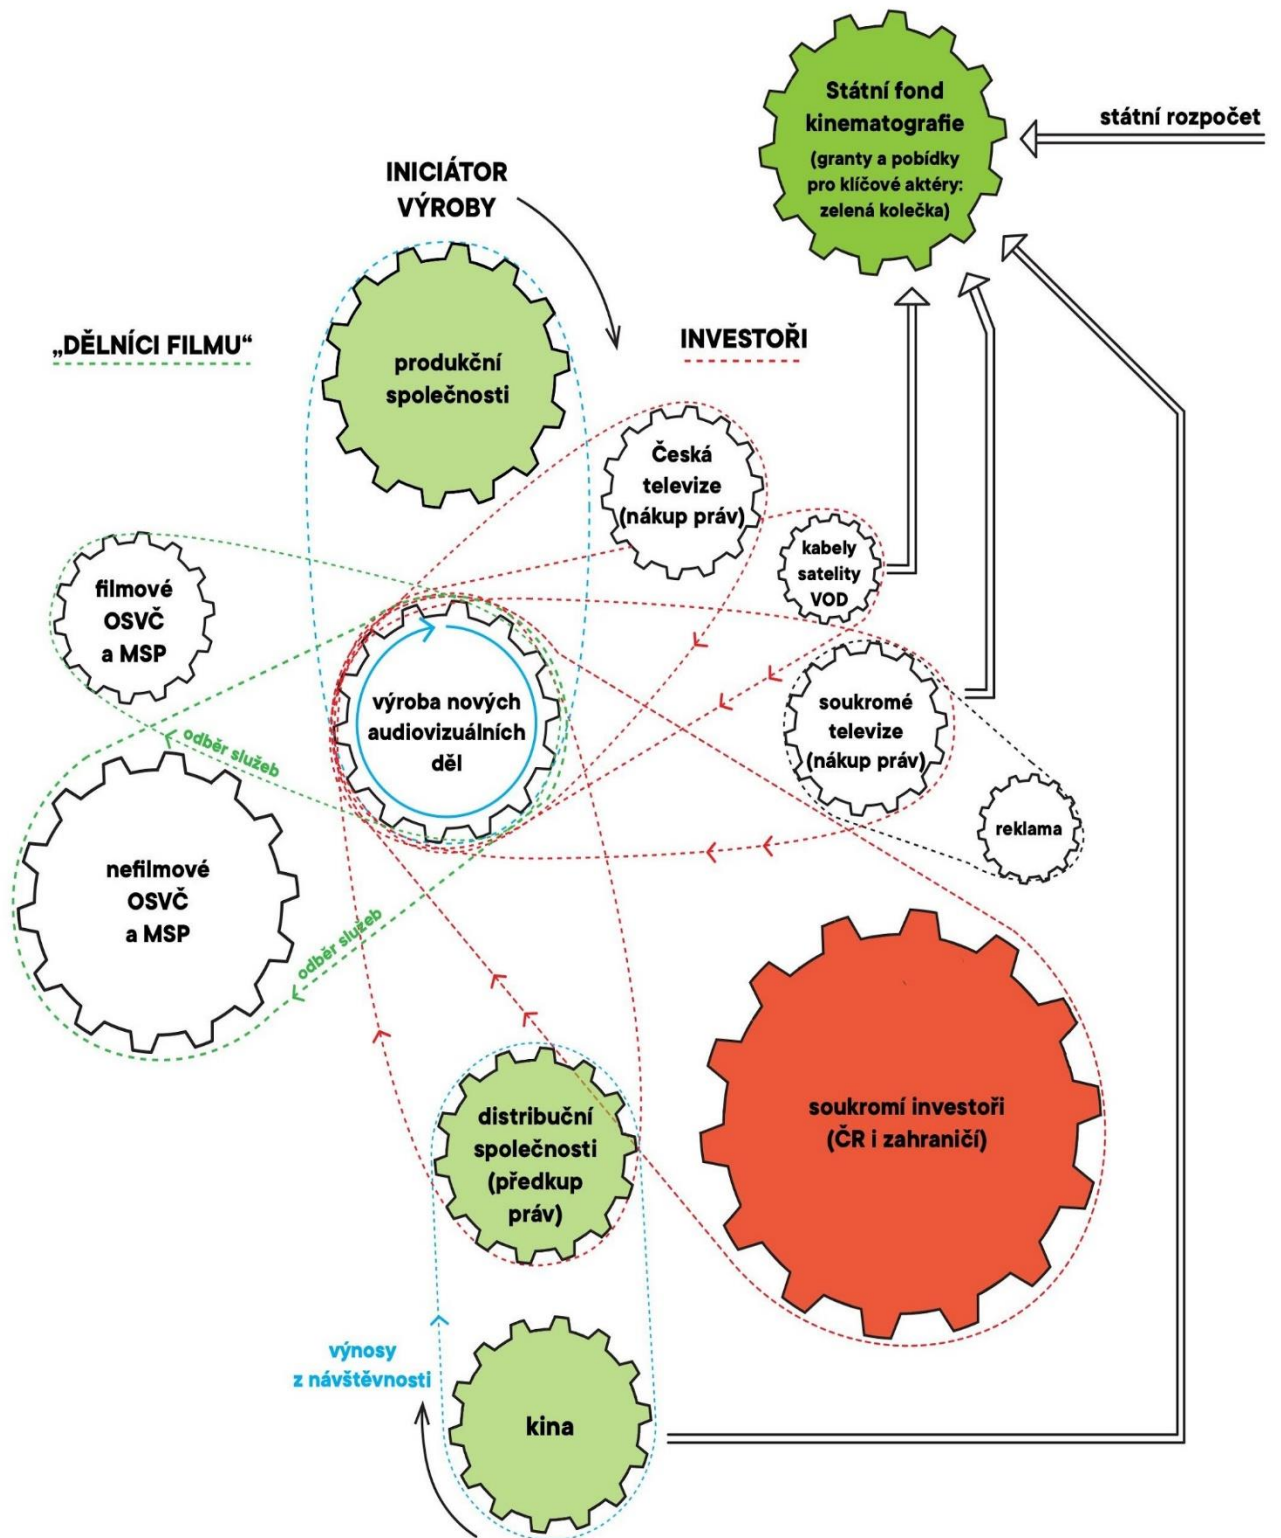 Státní fond
kinematografie
(granty a pobídky
pro klíčové aktéry:
zelená kolečka)
státní rozpočet
INICIÁTOR
VÝROBY
„DĚLNÍCI FILMU“
INVESTOŘI
produkční
společnosti
Česká
televize
(nákup práv)
kabely
satelity
VOD
filmové
OSVČ
a MSP
výroba nových
audiovizuálních
děl
soukromé
televize
(nákup práv)
odběr služeb
reklama
nefilmové
OSVČ
a MSP
odběr služeb
soukromí investoři
(ČR i zahraničí)
distribuční
společnosti
(předkup
práv)
výnosy
z návštěvnosti
kina